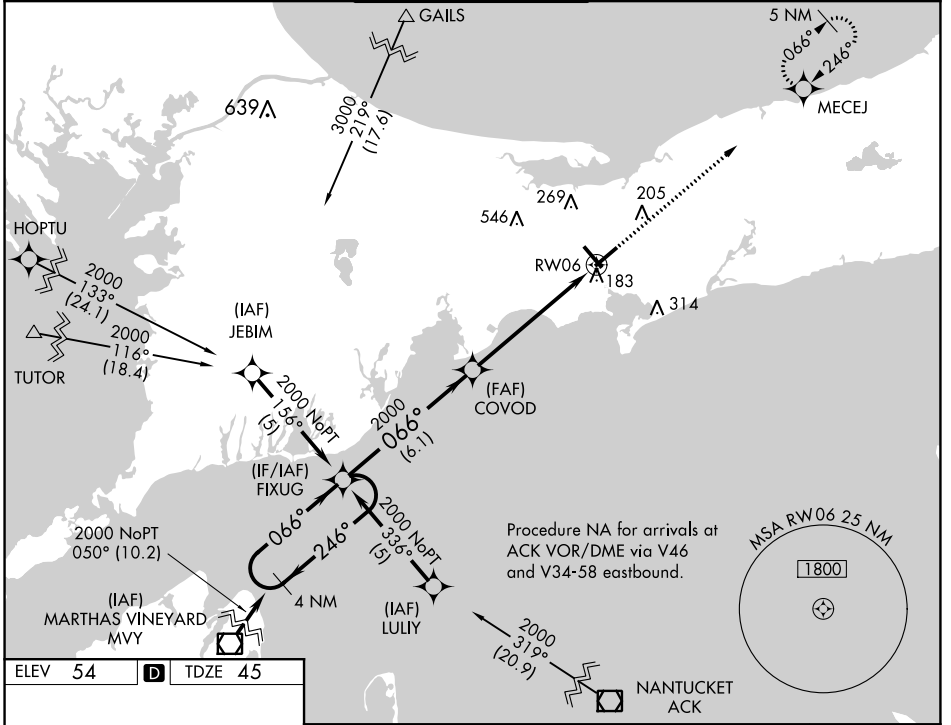 GAILS
5 NM
066°
246°
MECEJ
639
3000
219°
(17.6)
269
205
546
HOPTU
RW06
183
2000
133°
(24.1)
(IAF)
JEBIM
314
2000
116°
(18.4)
TUTOR
2000 NoPT
156°
(5)
(FAF)
COVOD
2000
066°
(6.1)
(IF/IAF)
FIXUG
2000 NoPT
336°
(5)
066°
246°
2000 NoPT
050° (10.2)
4 NM
Procedure NA for arrivals at
ACK VOR/DME via V46
and V34-58 eastbound.
MSA RW06 25 NM
1800
(IAF)
MARTHAS VINEYARD
MVY
(IAF)
LULIY
2000
319°
(20.9)
NANTUCKET
ACK
ELEV 54 D TDZE 45